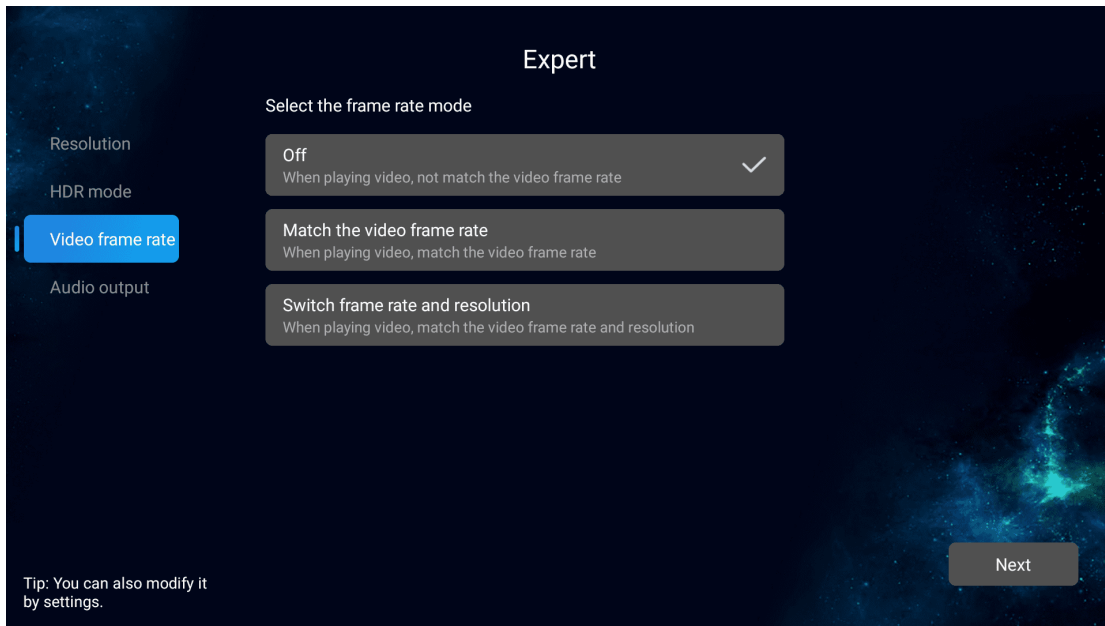 Expert
Select the frame rate mode
Resolution
HDR mode
Video frame rate
Audio output
Off
When playing video, not match the video frame rate
Match the video frame rate
When playing video, match the video frame rate
Switch frame rate and resolution
When playing video, match the video frame rate and resolution
Next
Tip: You can also modify it
by settings.